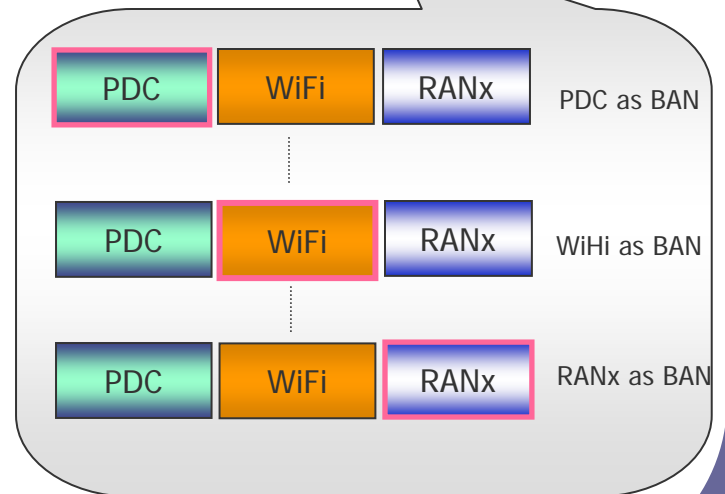 PDC WiFi RANx PDC as BAN
PDC WiFi RANx WiHi as BAN
PDC WiFi RANx RANx as BAN